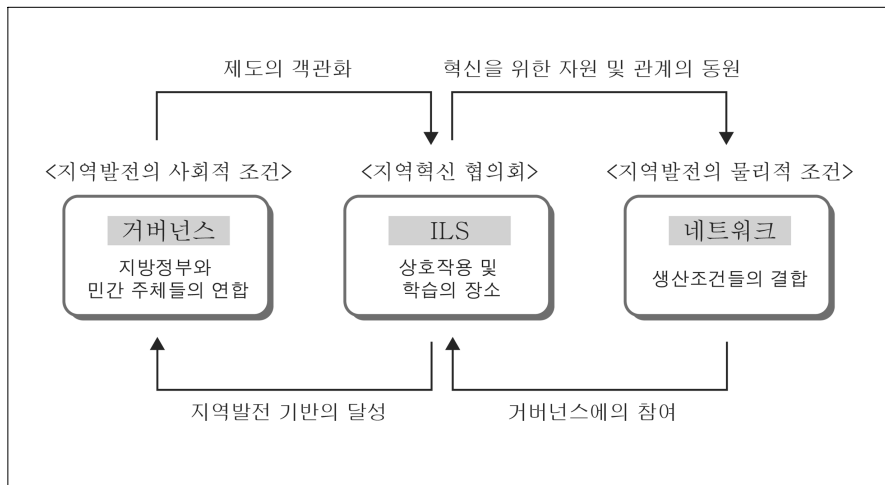 제도의 객관화
혁신을 위한 자원 및 관계의 동원
<지역발전의 사회적 조건>
<지역혁신 협의회>
<지역발전의 물리적 조건>
거버넌스
지방정부와
민간 주체들의 연합
ILS
상호작용 및
학습의 장소
네트워크
생산조건들의 결합
지역발전 기반의 달성
거버넌스에의 참여